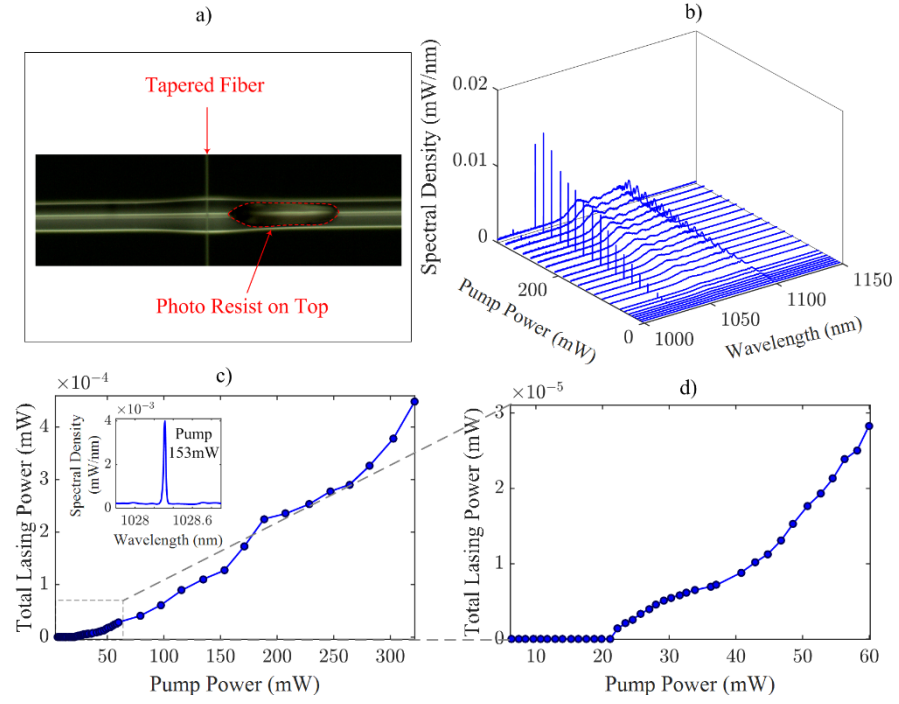 a)
Tapered Fiber
Photo Resist on Top
b)
Spectral Density (mW/nm)
0.02
0.01
0
Pump Power (mW)
200
0
1000
1050
1100
1150
Wavelength (nm)
c)
×10⁻⁴
Total Lasing Power (mW)
4
3
2
1
0
50
100
150
200
250
300
Pump Power (mW)
×10⁻³
Spectral Density
(mW/nm)
4
2
0
Pump
153mW
1028
1028.6
Wavelength (nm)
d)
×10⁻⁵
Total Lasing Power (mW)
3
2
1
0
10
20
30
40
50
60
Pump Power (mW)